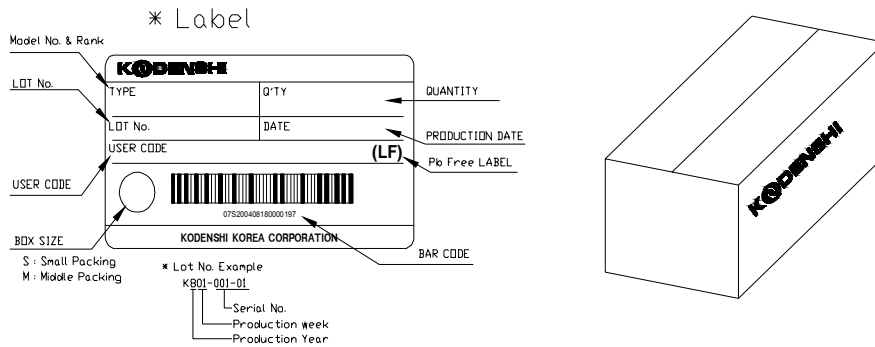 * Label
Model No. & Rank
KODENSHI
LOT No.
TYPE
Q'TY
QUANTITY
LOT No.
DATE
PRODUCTION DATE
USER CODE
(LF)
Pb Free LABEL
USER CODE
07S200408180000197
BOX SIZE
KODENSHI KOREA CORPORATION
BAR CODE
S : Small Packing
M : Middle Packing
* Lot No. Example
KB01-001-01
Serial No.
Production week
Production Year
KODENSHI